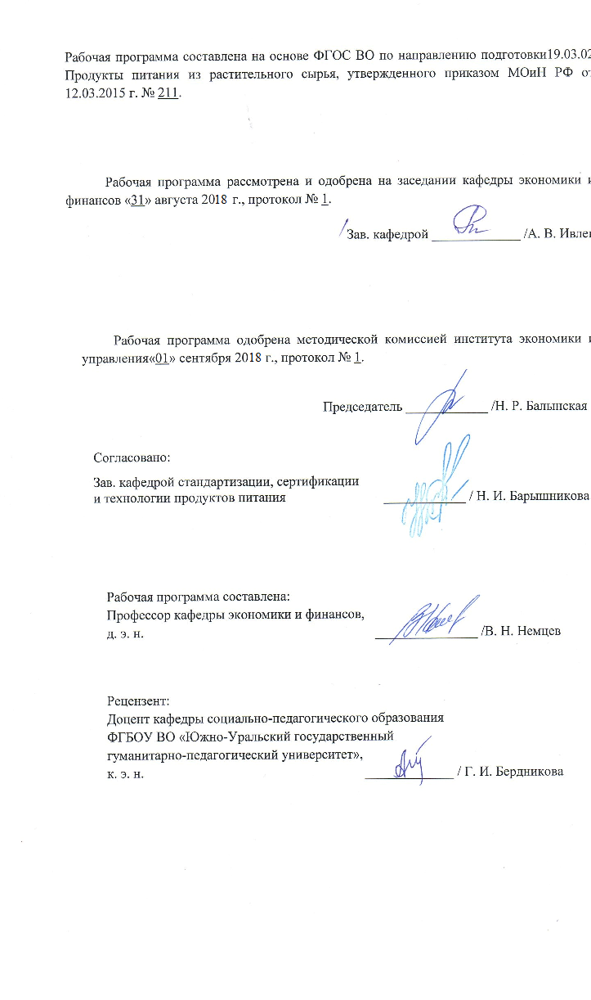 Рабочая программа составлена на основе ФГОС ВО по направлению подготовки19.03.02
Продукты питания из растительного сырья, утвержденного приказом МОиН РФ от
12.03.2015 г. № 211.
Рабочая программа рассмотрена и одобрена на заседании кафедры экономики и
финансов «31» августа 2018 г., протокол № 1.
Зав. кафедрой ______________ /А. В. Ивлев
Председатель
Рабочая программа одобрена методической комиссией института экономики и
управления«01» сентября 2018 г., протокол № 1.
Председатель _____________ /Н. Р. Балынская
Согласовано:
Зав. кафедрой стандартизации, сертификации
и технологии продуктов питания _____________ / Н. И. Барышникова
Рабочая программа составлена:
Профессор кафедры экономики и финансов,
д. э. н. ________________ /В. Н. Немцев
Рецензент:
Доцент кафедры социально-педагогического образования
ФГБОУ ВО «Южно-Уральский государственный
гуманитарно-педагогический университет»,
к. э. н. ______________ / Г. И. Бердникова